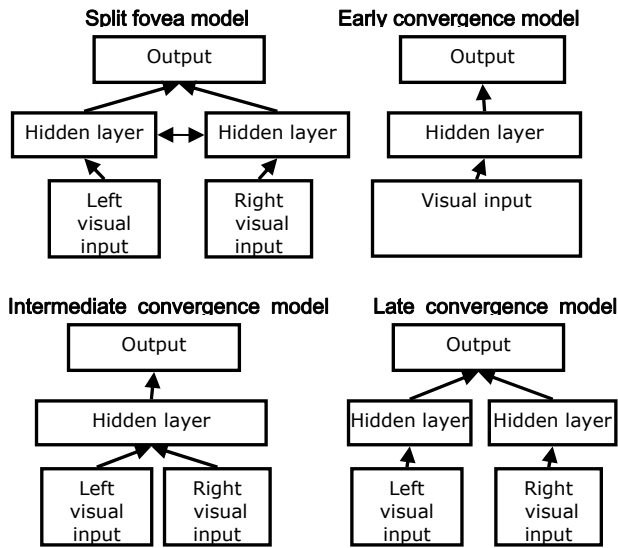 Split fovea model
Output
Hidden layer
Hidden layer
Left
visual
input
Right
visual
input
Early convergence model
Output
Hidden layer
Visual input
Intermediate convergence model
Output
Hidden layer
Left
visual
input
Right
visual
input
Late convergence model
Output
Hidden layer
Hidden layer
Left
visual
input
Right
visual
input